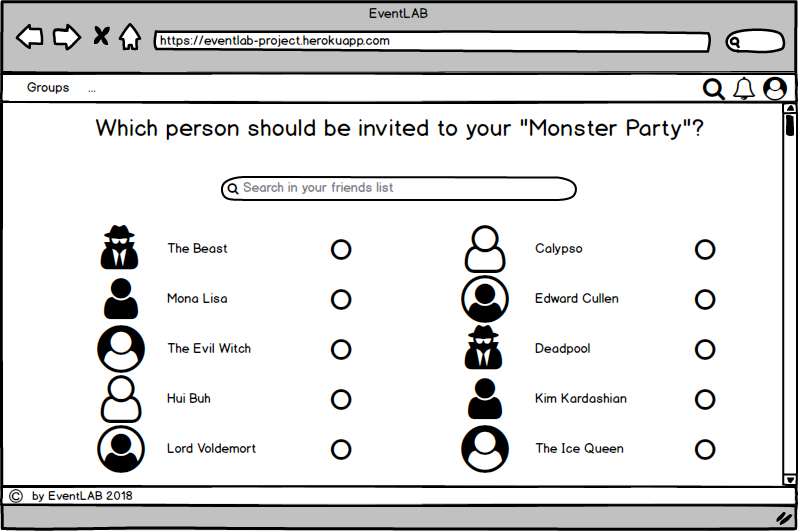 EventLAB
https://eventlab-project.herokuapp.com
Groups ...
Which person should be invited to your "Monster Party"?
Search in your friends list
The Beast
Calypso
Mona Lisa
Edward Cullen
The Evil Witch
Deadpool
Hui Buh
Kim Kardashian
Lord Voldemort
The Ice Queen
© by EventLAB 2018